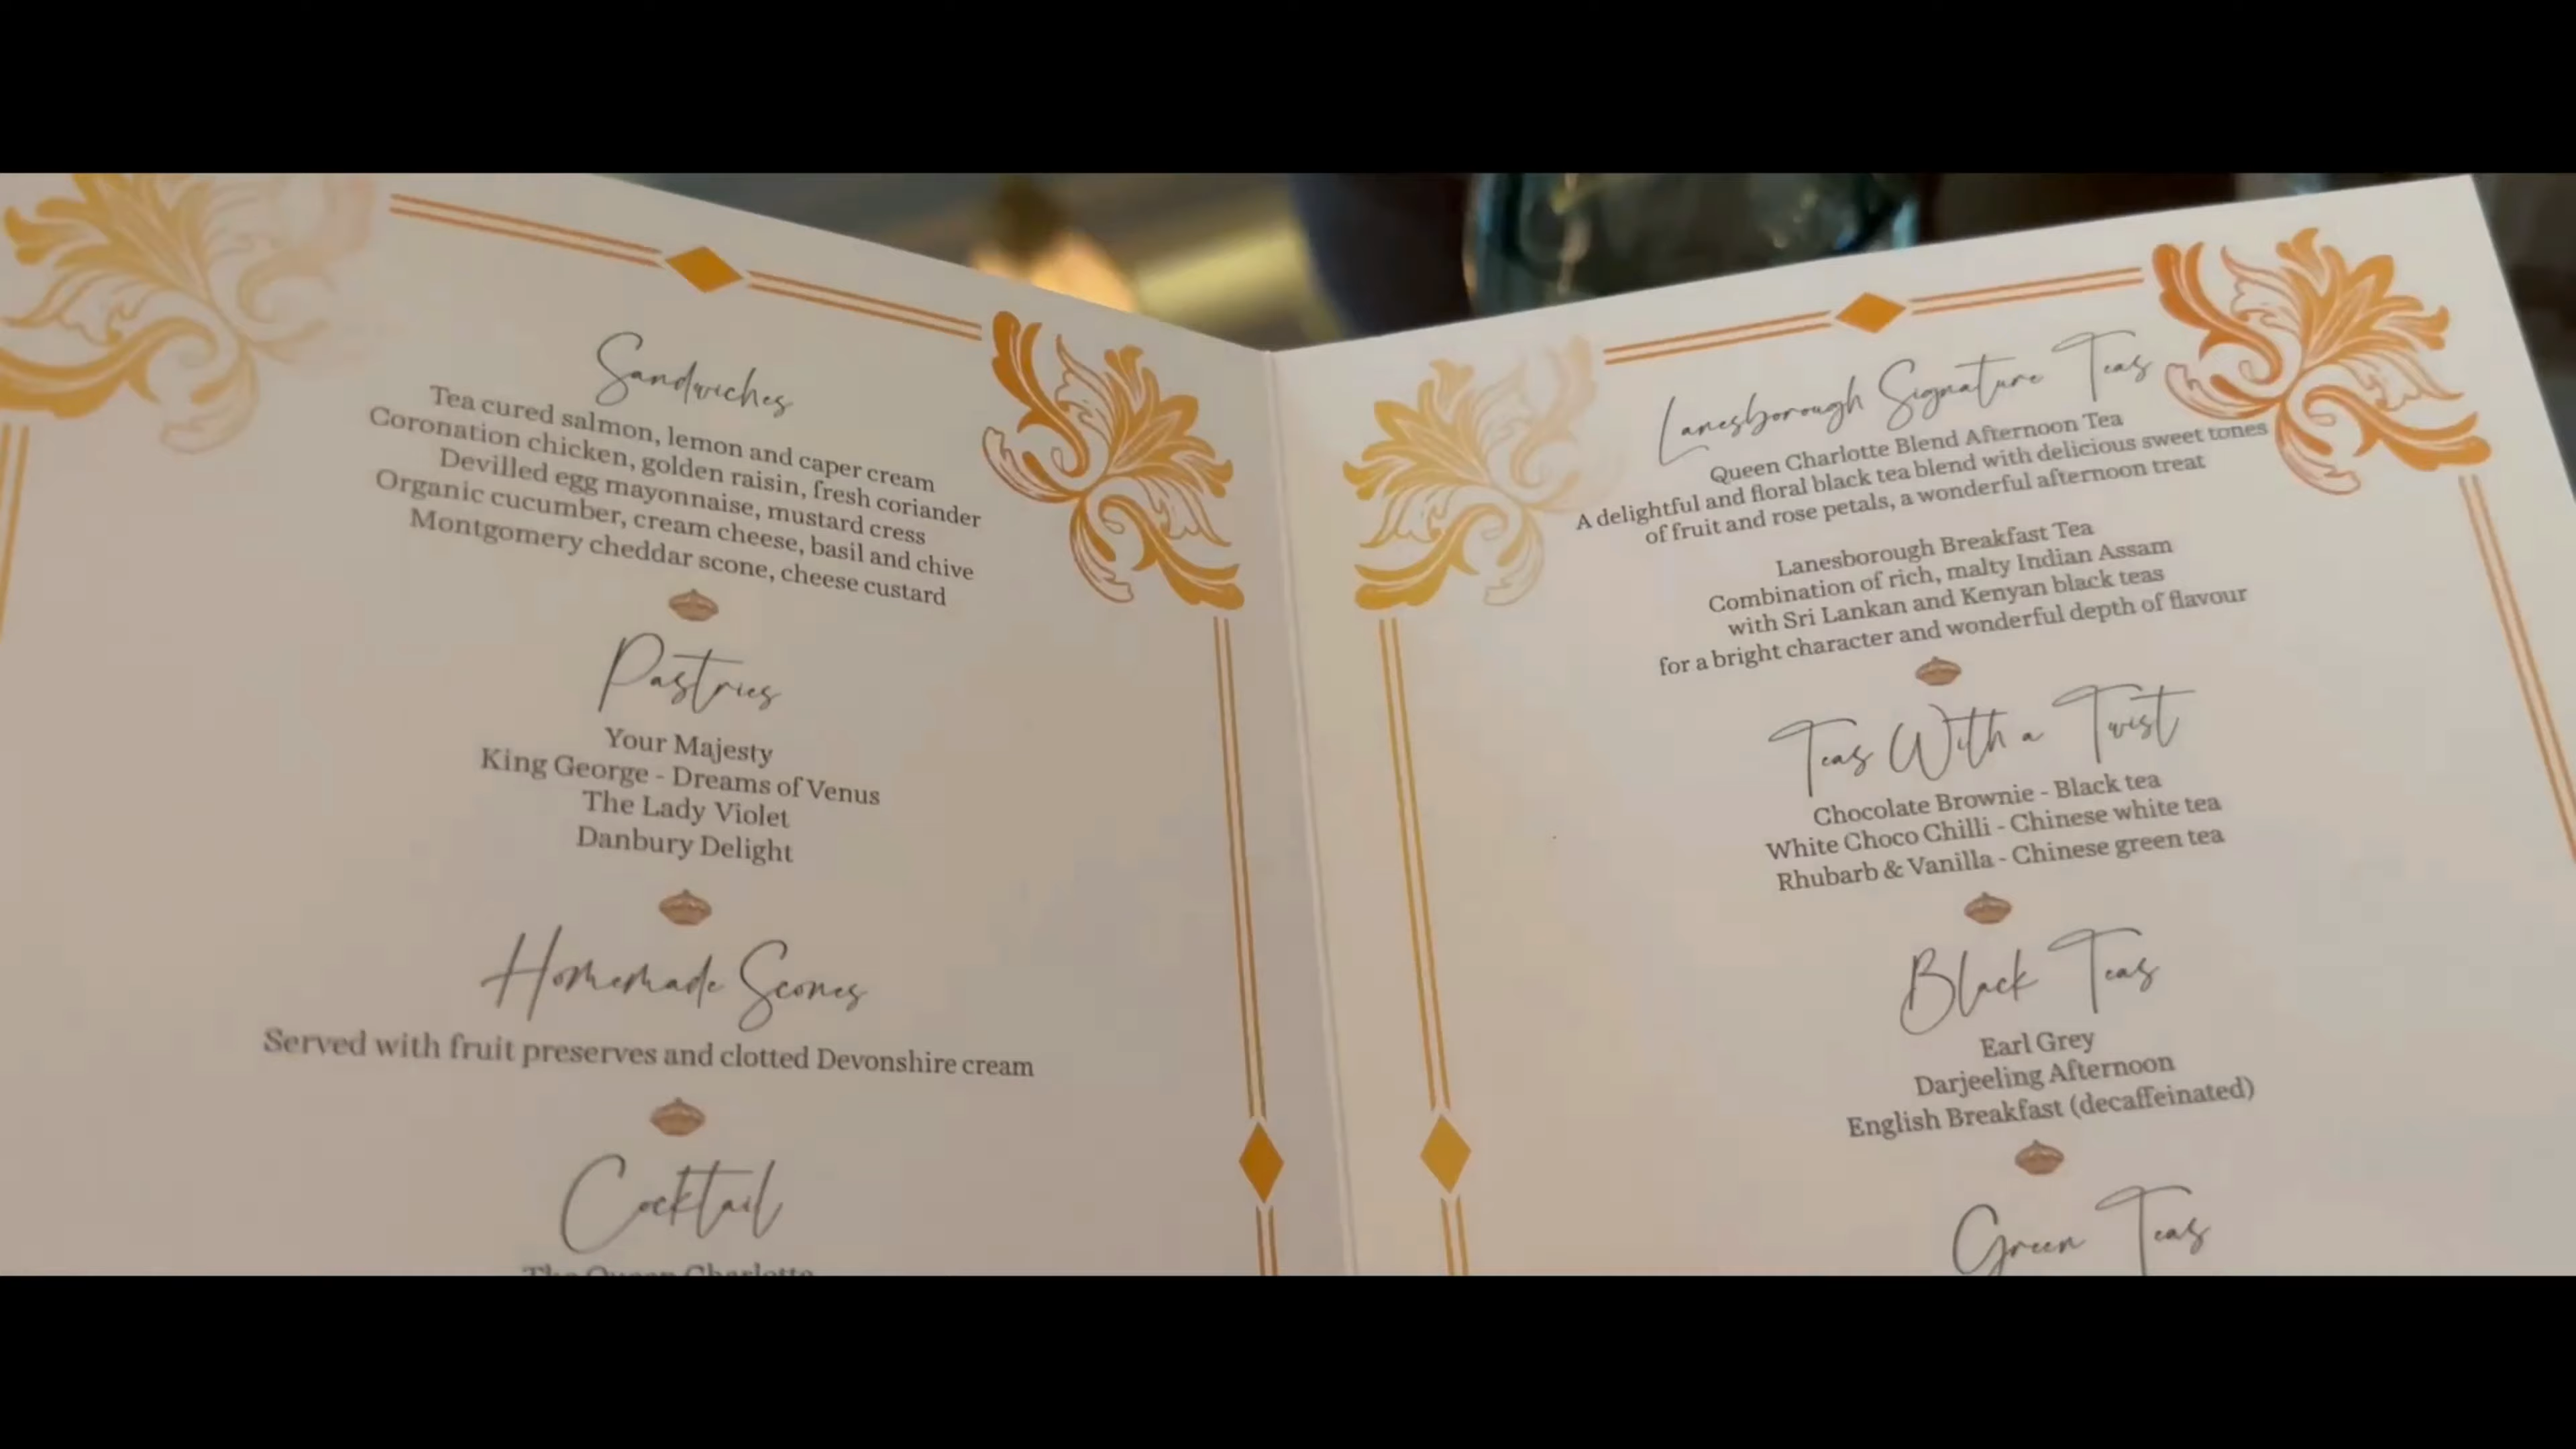 Sandwiches
Tea cured salmon, lemon and caper cream
Coronation chicken, golden raisin, fresh coriander
Devilled egg mayonnaise, mustard cress
Organic cucumber, cream cheese, basil and chive
Montgomery cheddar scone, cheese custard
Pastries
Your Majesty
King George - Dreams of Venus
The Lady Violet
Danbury Delight
Homemade Scones
Served with fruit preserves and clotted Devonshire cream
Cocktail
The Queen Charlotte
Lanesborough Signature Teas
Queen Charlotte Blend Afternoon Tea
A delightful and floral black tea blend with delicious sweet tones
of fruit and rose petals, a wonderful afternoon treat
Lanesborough Breakfast Tea
Combination of rich, malty Indian Assam
with Sri Lankan and Kenyan black teas
for a bright character and wonderful depth of flavour
Teas With a Twist
Chocolate Brownie - Black tea
White Choco Chilli - Chinese white tea
Rhubarb & Vanilla - Chinese green tea
Black Teas
Earl Grey
Darjeeling Afternoon
English Breakfast (decaffeinated)
Green Teas